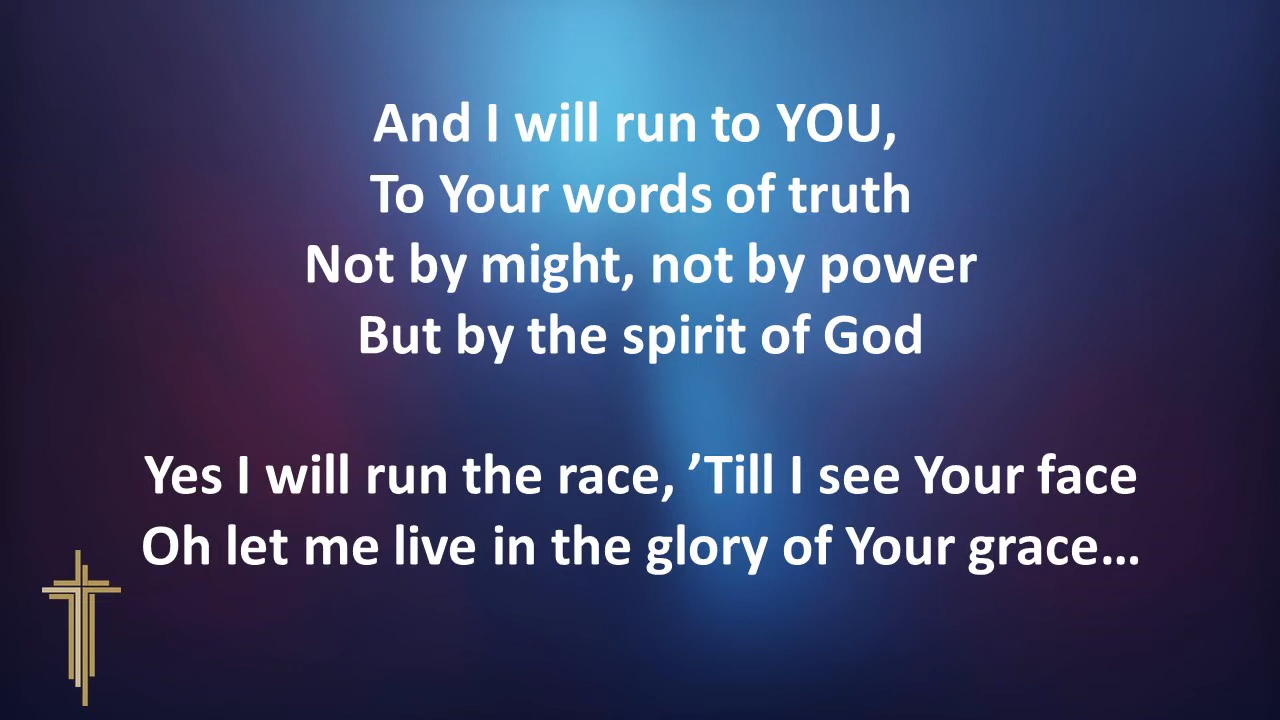 And I will run to YOU,
To Your words of truth
Not by might, not by power
But by the spirit of God
Yes I will run the race, ’Till I see Your face
Oh let me live in the glory of Your grace…